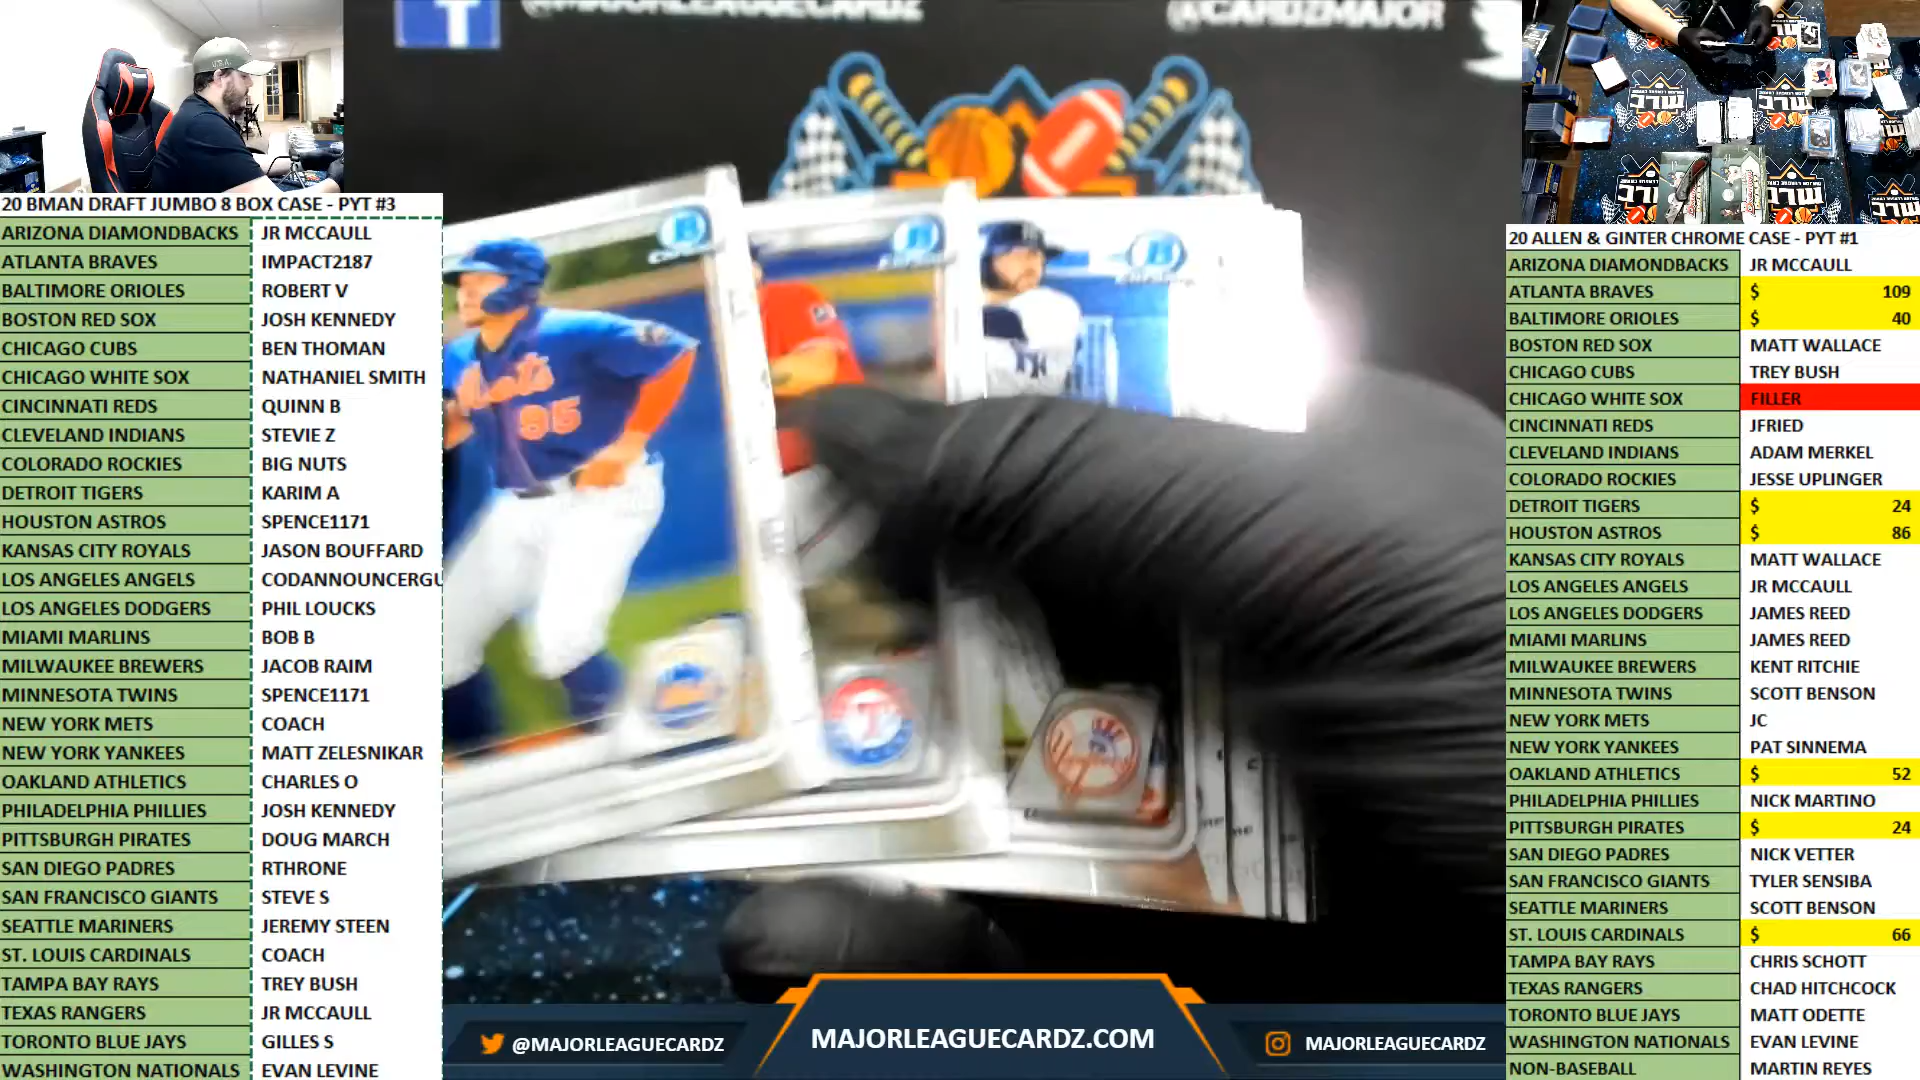 @MAJORLEAGUECARDZ
@CARDZMAJOR
20 BMAN DRAFT JUMBO 8 BOX CASE - PYT #3
ARIZONA DIAMONDBACKS JR MCCAULL
ATLANTA BRAVES IMPACT2187
BALTIMORE ORIOLES ROBERT V
BOSTON RED SOX JOSH KENNEDY
CHICAGO CUBS BEN THOMAN
CHICAGO WHITE SOX NATHANIEL SMITH
CINCINNATI REDS QUINN B
CLEVELAND INDIANS STEVIE Z
COLORADO ROCKIES BIG NUTS
DETROIT TIGERS KARIM A
HOUSTON ASTROS SPENCE1171
KANSAS CITY ROYALS JASON BOUFFARD
LOS ANGELES ANGELS CODANNOUNCERGU
LOS ANGELES DODGERS PHIL LOUCKS
MIAMI MARLINS BOB B
MILWAUKEE BREWERS JACOB RAIM
MINNESOTA TWINS SPENCE1171
NEW YORK METS COACH
NEW YORK YANKEES MATT ZELESNIKAR
OAKLAND ATHLETICS CHARLES O
PHILADELPHIA PHILLIES JOSH KENNEDY
PITTSBURGH PIRATES DOUG MARCH
SAN DIEGO PADRES RTHRONE
SAN FRANCISCO GIANTS STEVE S
SEATTLE MARINERS JEREMY STEEN
ST. LOUIS CARDINALS COACH
TAMPA BAY RAYS TREY BUSH
TEXAS RANGERS JR MCCAULL
TORONTO BLUE JAYS GILLES S
WASHINGTON NATIONALS EVAN LEVINE
Mets
95
@MAJORLEAGUECARDZ
MAJORLEAGUECARDZ.COM
MAJORLEAGUECARDZ
20 ALLEN & GINTER CHROME CASE - PYT #1
ARIZONA DIAMONDBACKS JR MCCAULL
ATLANTA BRAVES $ 109
BALTIMORE ORIOLES $ 40
BOSTON RED SOX MATT WALLACE
CHICAGO CUBS TREY BUSH
CHICAGO WHITE SOX FILLER
CINCINNATI REDS JFRIED
CLEVELAND INDIANS ADAM MERKEL
COLORADO ROCKIES JESSE UPLINGER
DETROIT TIGERS $ 24
HOUSTON ASTROS $ 86
KANSAS CITY ROYALS MATT WALLACE
LOS ANGELES ANGELS JR MCCAULL
LOS ANGELES DODGERS JAMES REED
MIAMI MARLINS JAMES REED
MILWAUKEE BREWERS KENT RITCHIE
MINNESOTA TWINS SCOTT BENSON
NEW YORK METS JC
NEW YORK YANKEES PAT SINNEMA
OAKLAND ATHLETICS $ 52
PHILADELPHIA PHILLIES NICK MARTINO
PITTSBURGH PIRATES $ 24
SAN DIEGO PADRES NICK VETTER
SAN FRANCISCO GIANTS TYLER SENSIBA
SEATTLE MARINERS SCOTT BENSON
ST. LOUIS CARDINALS $ 66
TAMPA BAY RAYS CHRIS SCHOTT
TEXAS RANGERS CHAD HITCHCOCK
TORONTO BLUE JAYS MATT ODETTE
WASHINGTON NATIONALS EVAN LEVINE
NON-BASEBALL MARTIN REYES